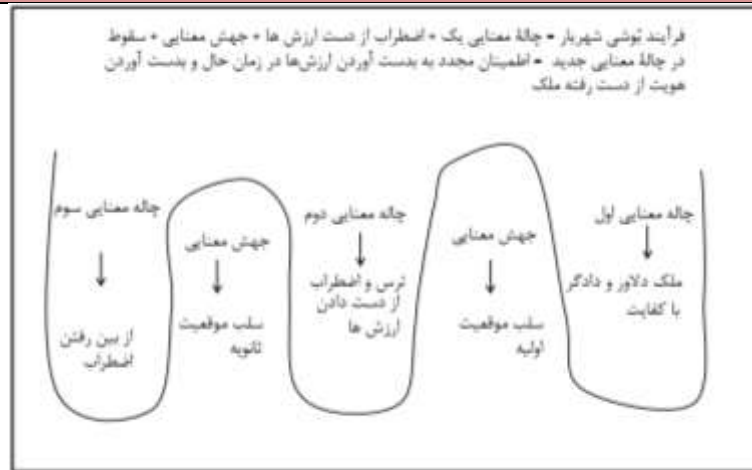 فرآیند بُوشی شهریار = چالهٔ معنایی یک + اضطراب از دست ارزش ها + جهش معنایی + سقوط
در چالهٔ معنایی جدید = اطمینان مجدد به بدست آوردن ارزش‌ها در زمان حال و بدست آوردن
هویت از دست رفته ملک
چاله معنایی اول
ملک دلاور و دادگر
با کفایت
جهش معنایی
سلب موقعیت
اولیه
چاله معنایی دوم
ترس و اضطراب
از دست دادن
ارزش ها
جهش معنایی
سلب موقعیت
ثانویه
چاله معنایی سوم
از بین رفتن
اضطراب